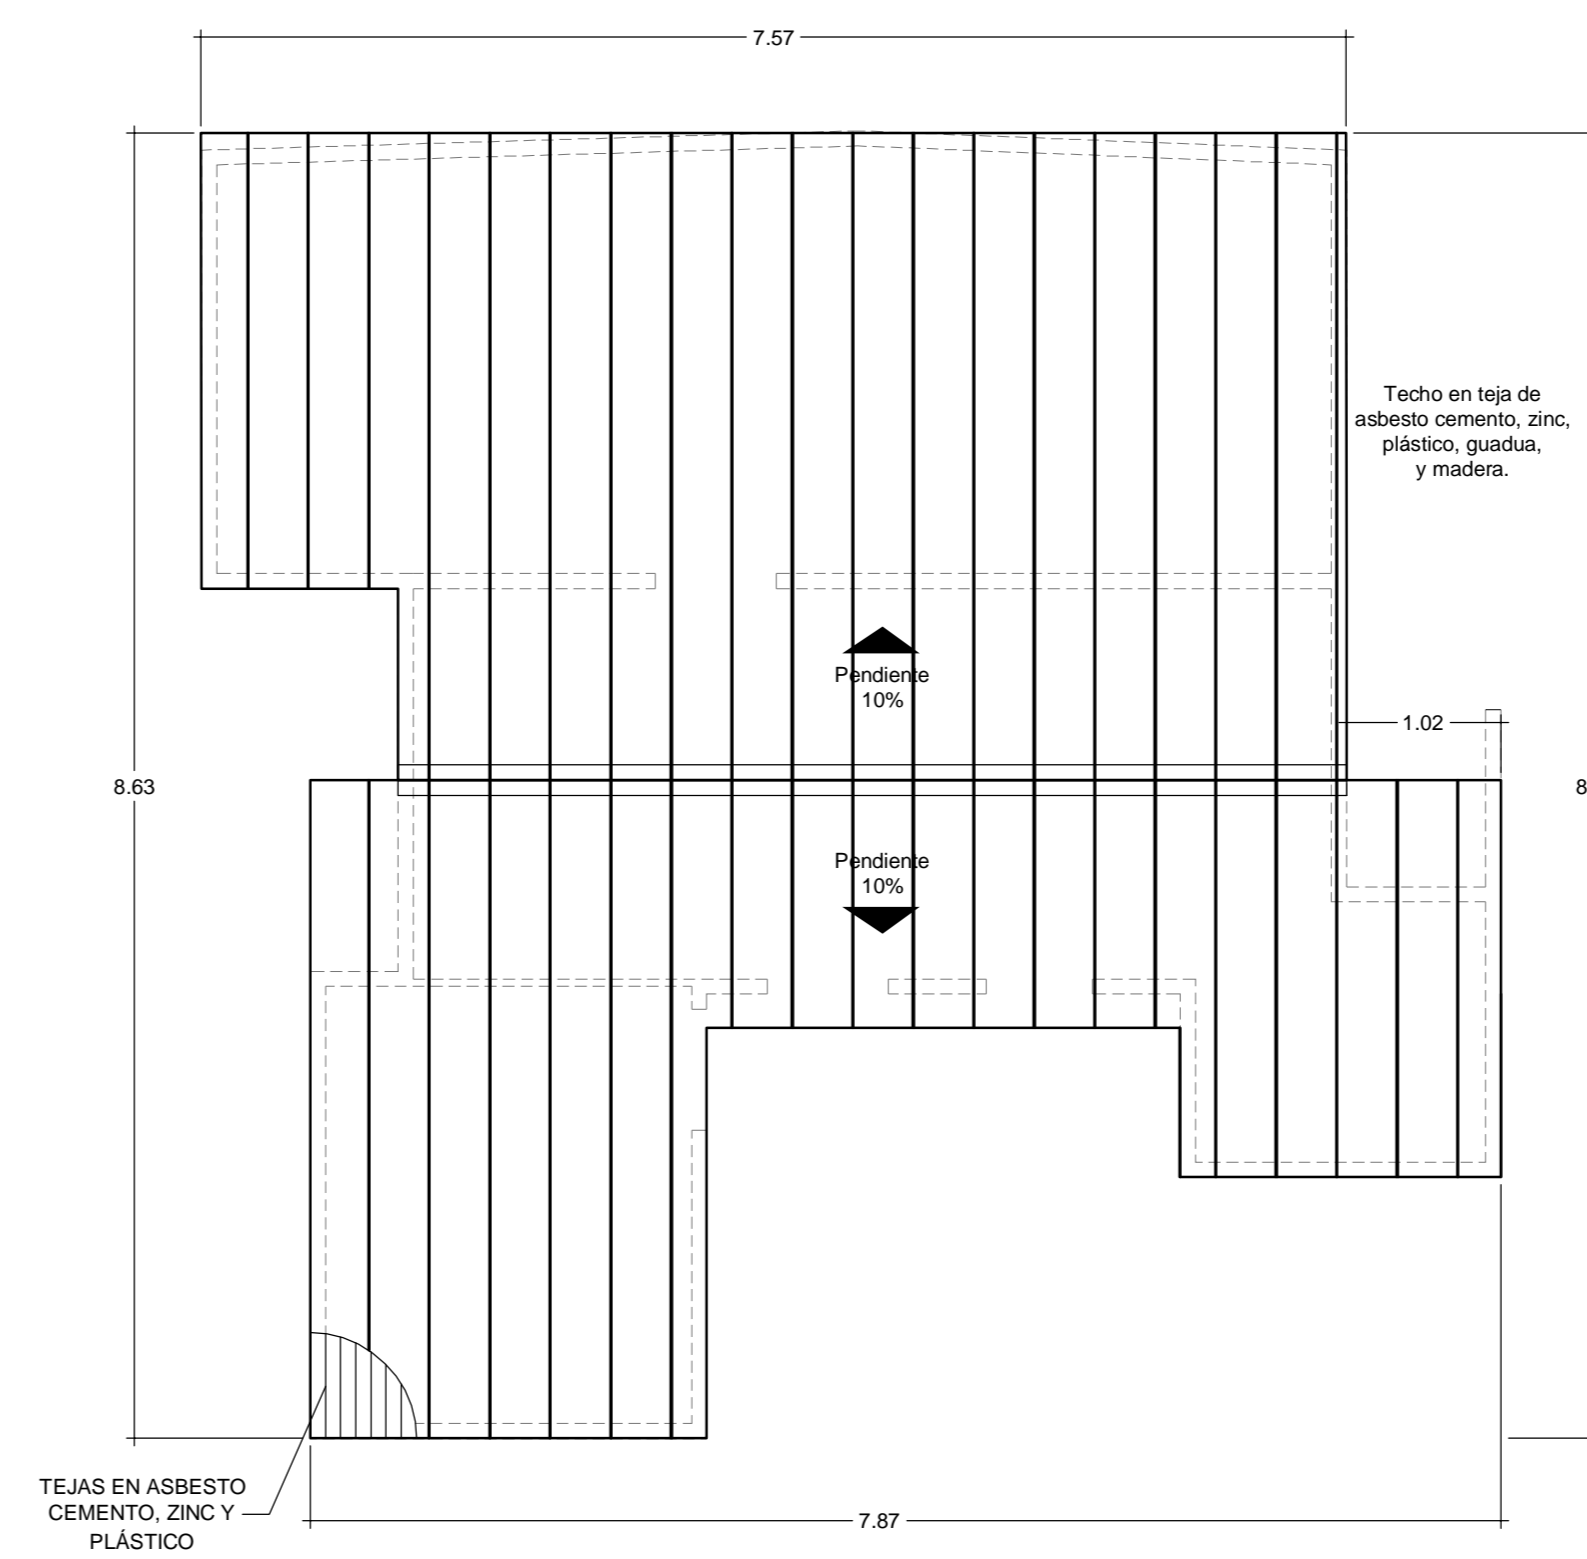 7.57
Techo en teja de
asbesto cemento, zinc,
plástico, guadua,
y madera.
Pendiente
10%
1.02
8.63
8
Pendiente
10%
TEJAS EN ASBESTO
CEMENTO, ZINC Y
PLÁSTICO
7.87